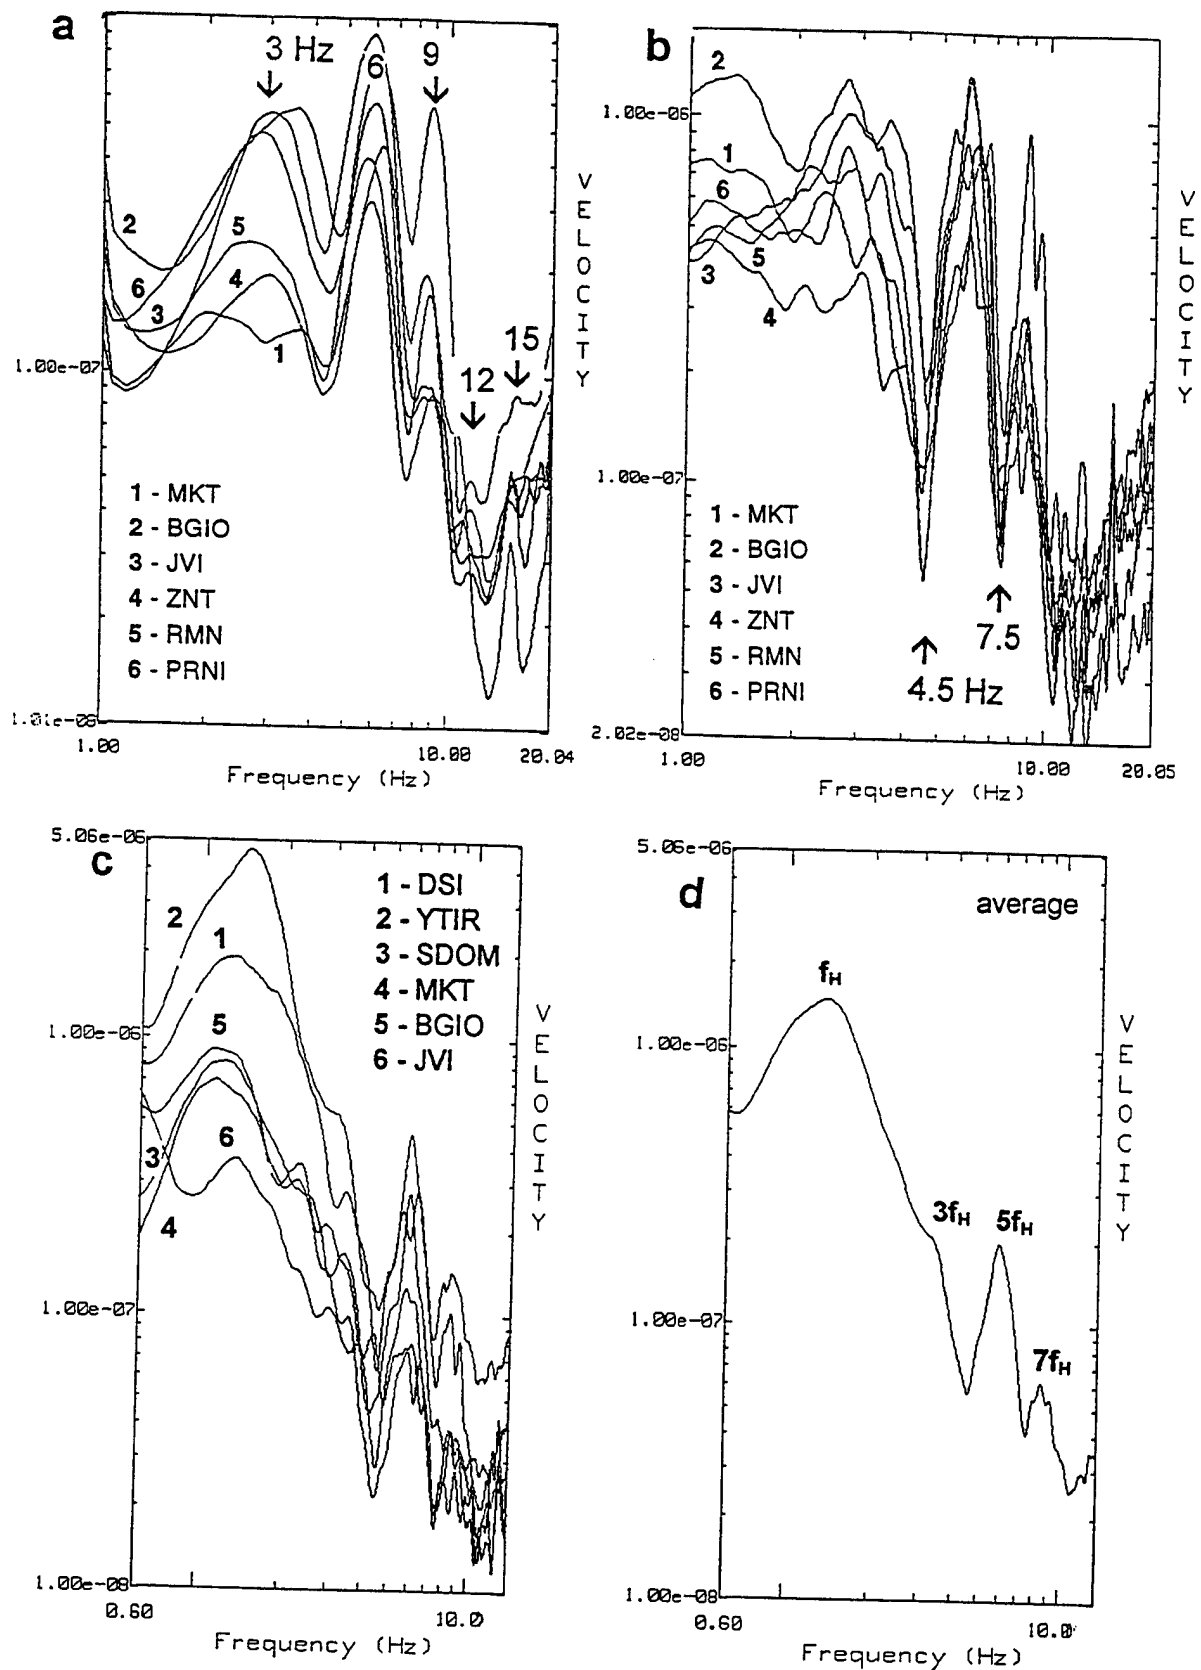 a
3 Hz
6
9
2
5
6
4
3
1
15
12
1.00e-07
1 - MKT
2 - BGIO
3 - JVI
4 - ZNT
5 - RMN
6 - PRNI
1.01e-08
1.00
10.00
20.04
Frequency (Hz)
VELOCITY
b
2
1.00e-06
1
6
5
3
4
1.00e-07
1 - MKT
2 - BGIO
3 - JVI
4 - ZNT
5 - RMN
6 - PRNI
7.5
4.5 Hz
2.02e-08
1.00
10.00
20.05
Frequency (Hz)
VELOCITY
5.06e-06
c
1 - DSI
2 - YTIR
3 - SDOM
4 - MKT
5 - BGIO
6 - JVI
2
1
1.00e-06
5
6
3
4
1.00e-07
1.00e-08
0.60
10.0
Frequency (Hz)
VELOCITY
5.06e-06
d
average
fH
1.00e-06
3fH
5fH
1.00e-07
7fH
1.00e-08
0.60
10.0
Frequency (Hz)
VELOCITY